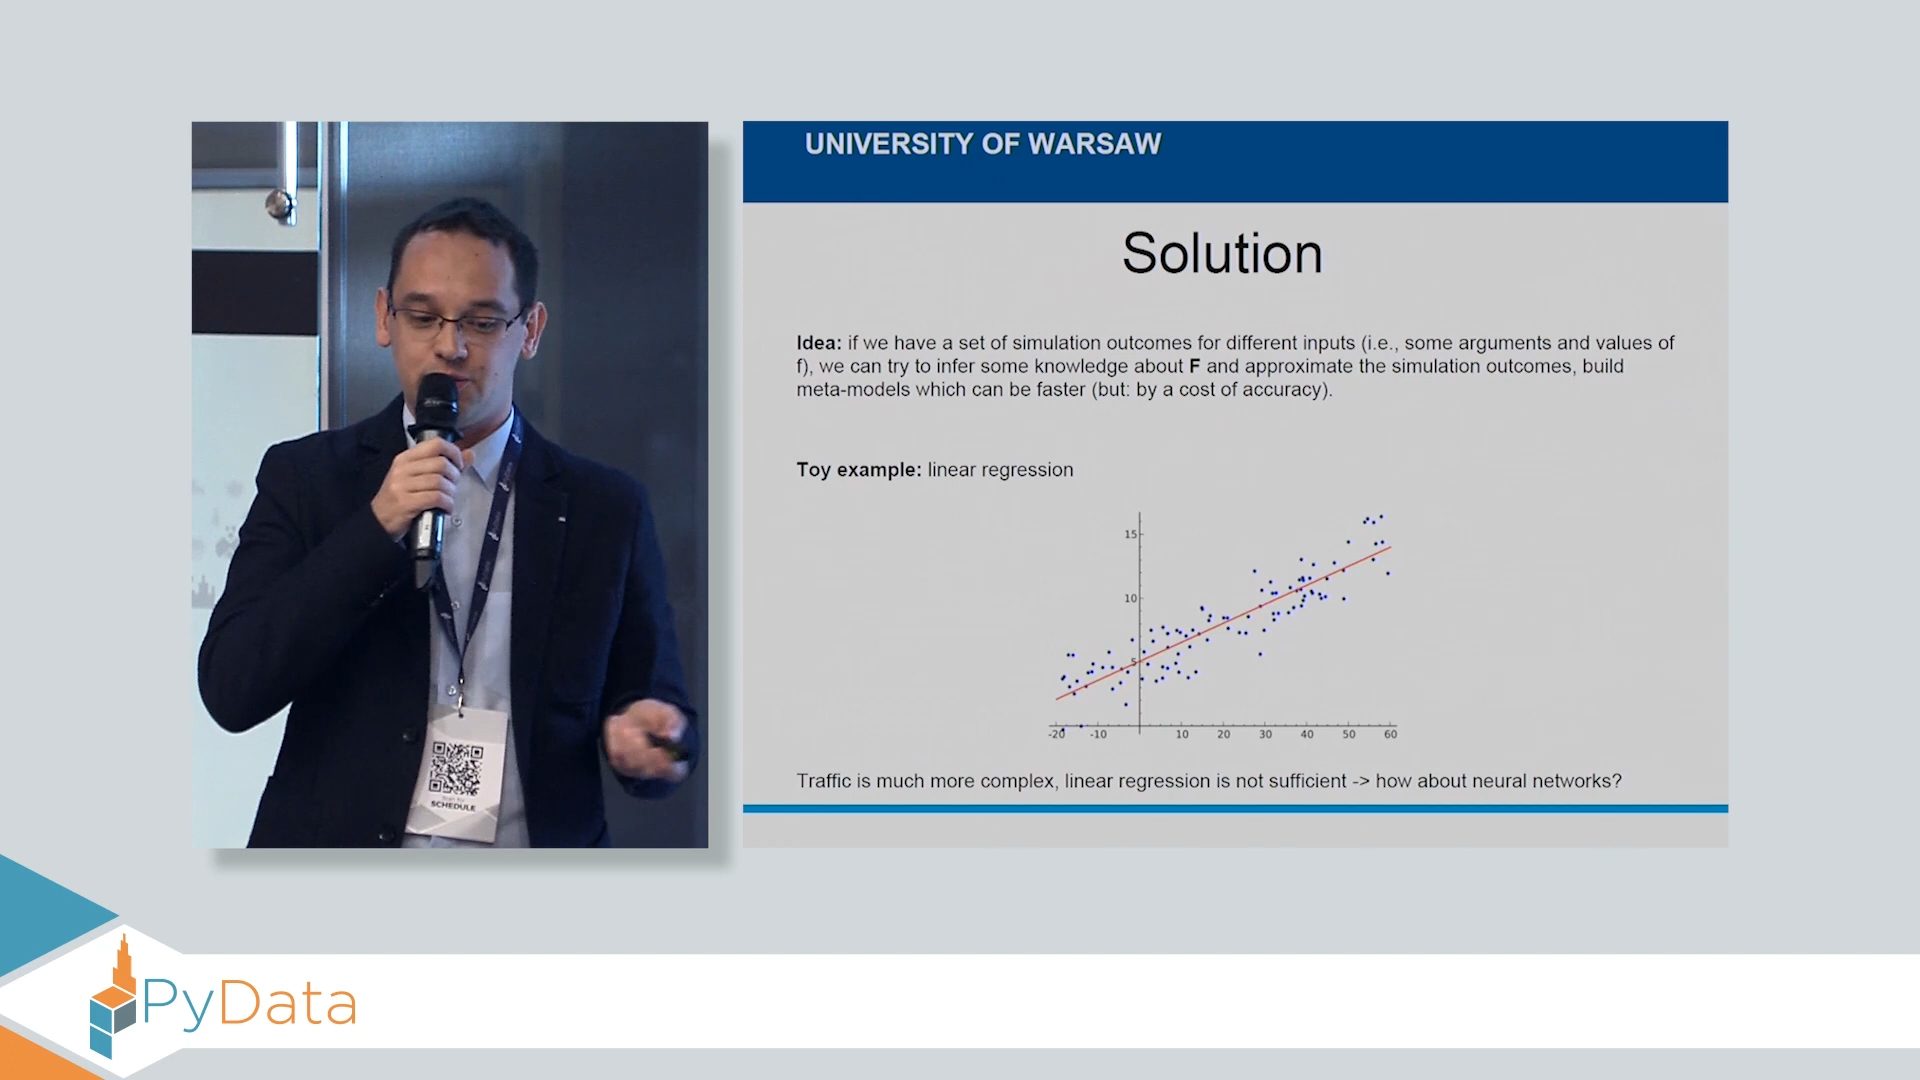 UNIVERSITY OF WARSAW
Solution
Idea: if we have a set of simulation outcomes for different inputs (i.e., some arguments and values of
f), we can try to infer some knowledge about F and approximate the simulation outcomes, build
meta-models which can be faster (but: by a cost of accuracy).
Toy example: linear regression
15
10
5
-20 -10 10 20 30 40 50 60
Traffic is much more complex, linear regression is not sufficient -> how about neural networks?
SCHEDULE
PyData